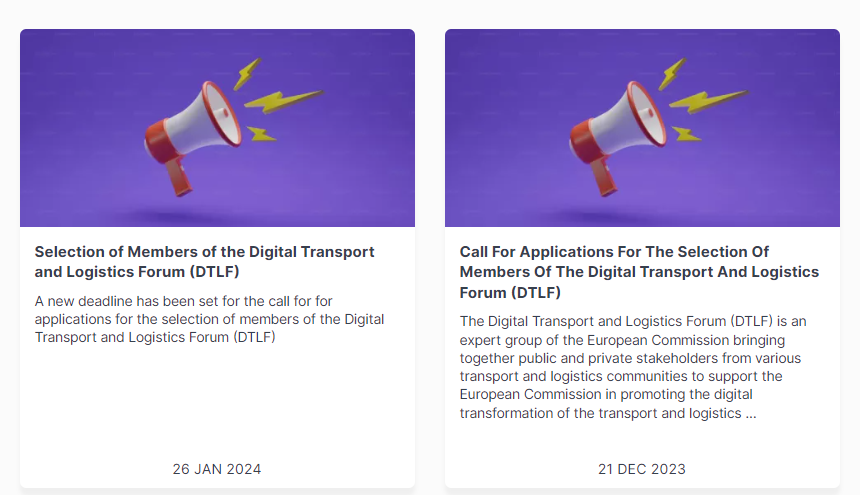 Selection of Members of the Digital Transport
and Logistics Forum (DTLF)
A new deadline has been set for the call for for
applications for the selection of members of the Digital
Transport and Logistics Forum (DTLF)
26 JAN 2024
Call For Applications For The Selection Of
Members Of The Digital Transport And Logistics
Forum (DTLF)
The Digital Transport and Logistics Forum (DTLF) is an
expert group of the European Commission bringing
together public and private stakeholders from various
transport and logistics communities to support the
European Commission in promoting the digital
transformation of the transport and logistics ...
21 DEC 2023